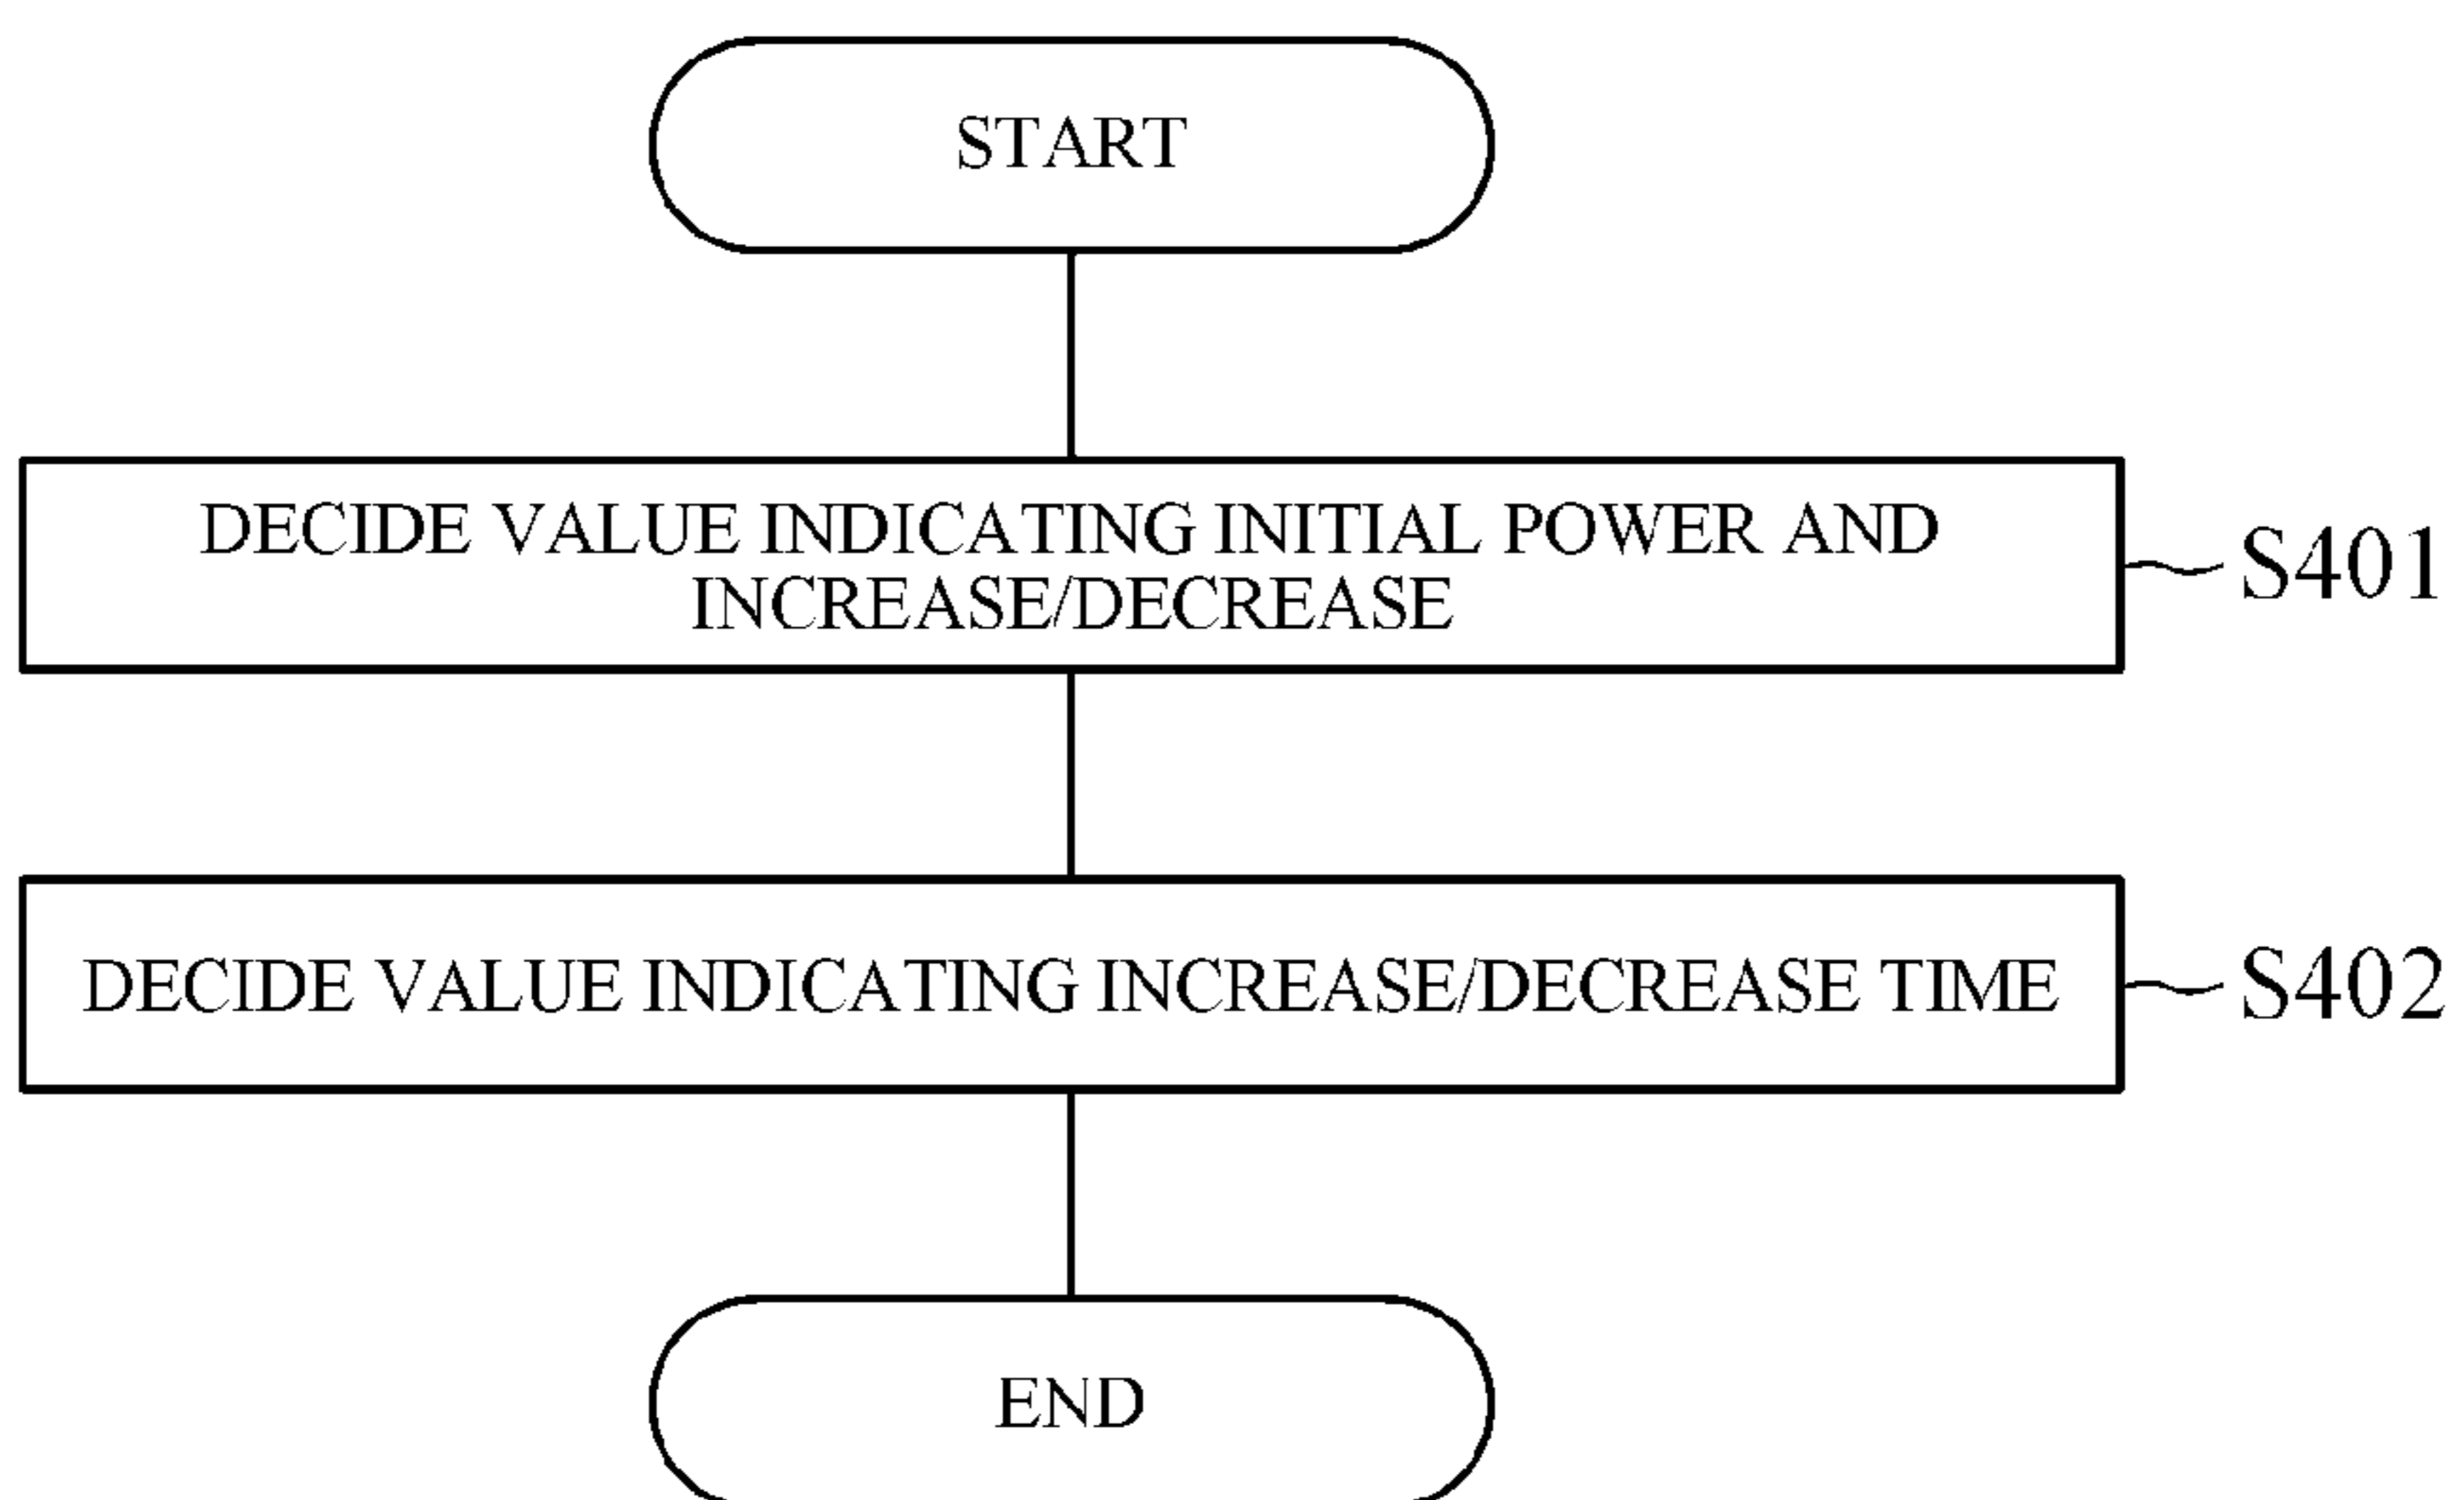 START
DECIDE VALUE INDICATING INITIAL POWER AND
INCREASE/DECREASE
S401
DECIDE VALUE INDICATING INCREASE/DECREASE TIME
S402
END